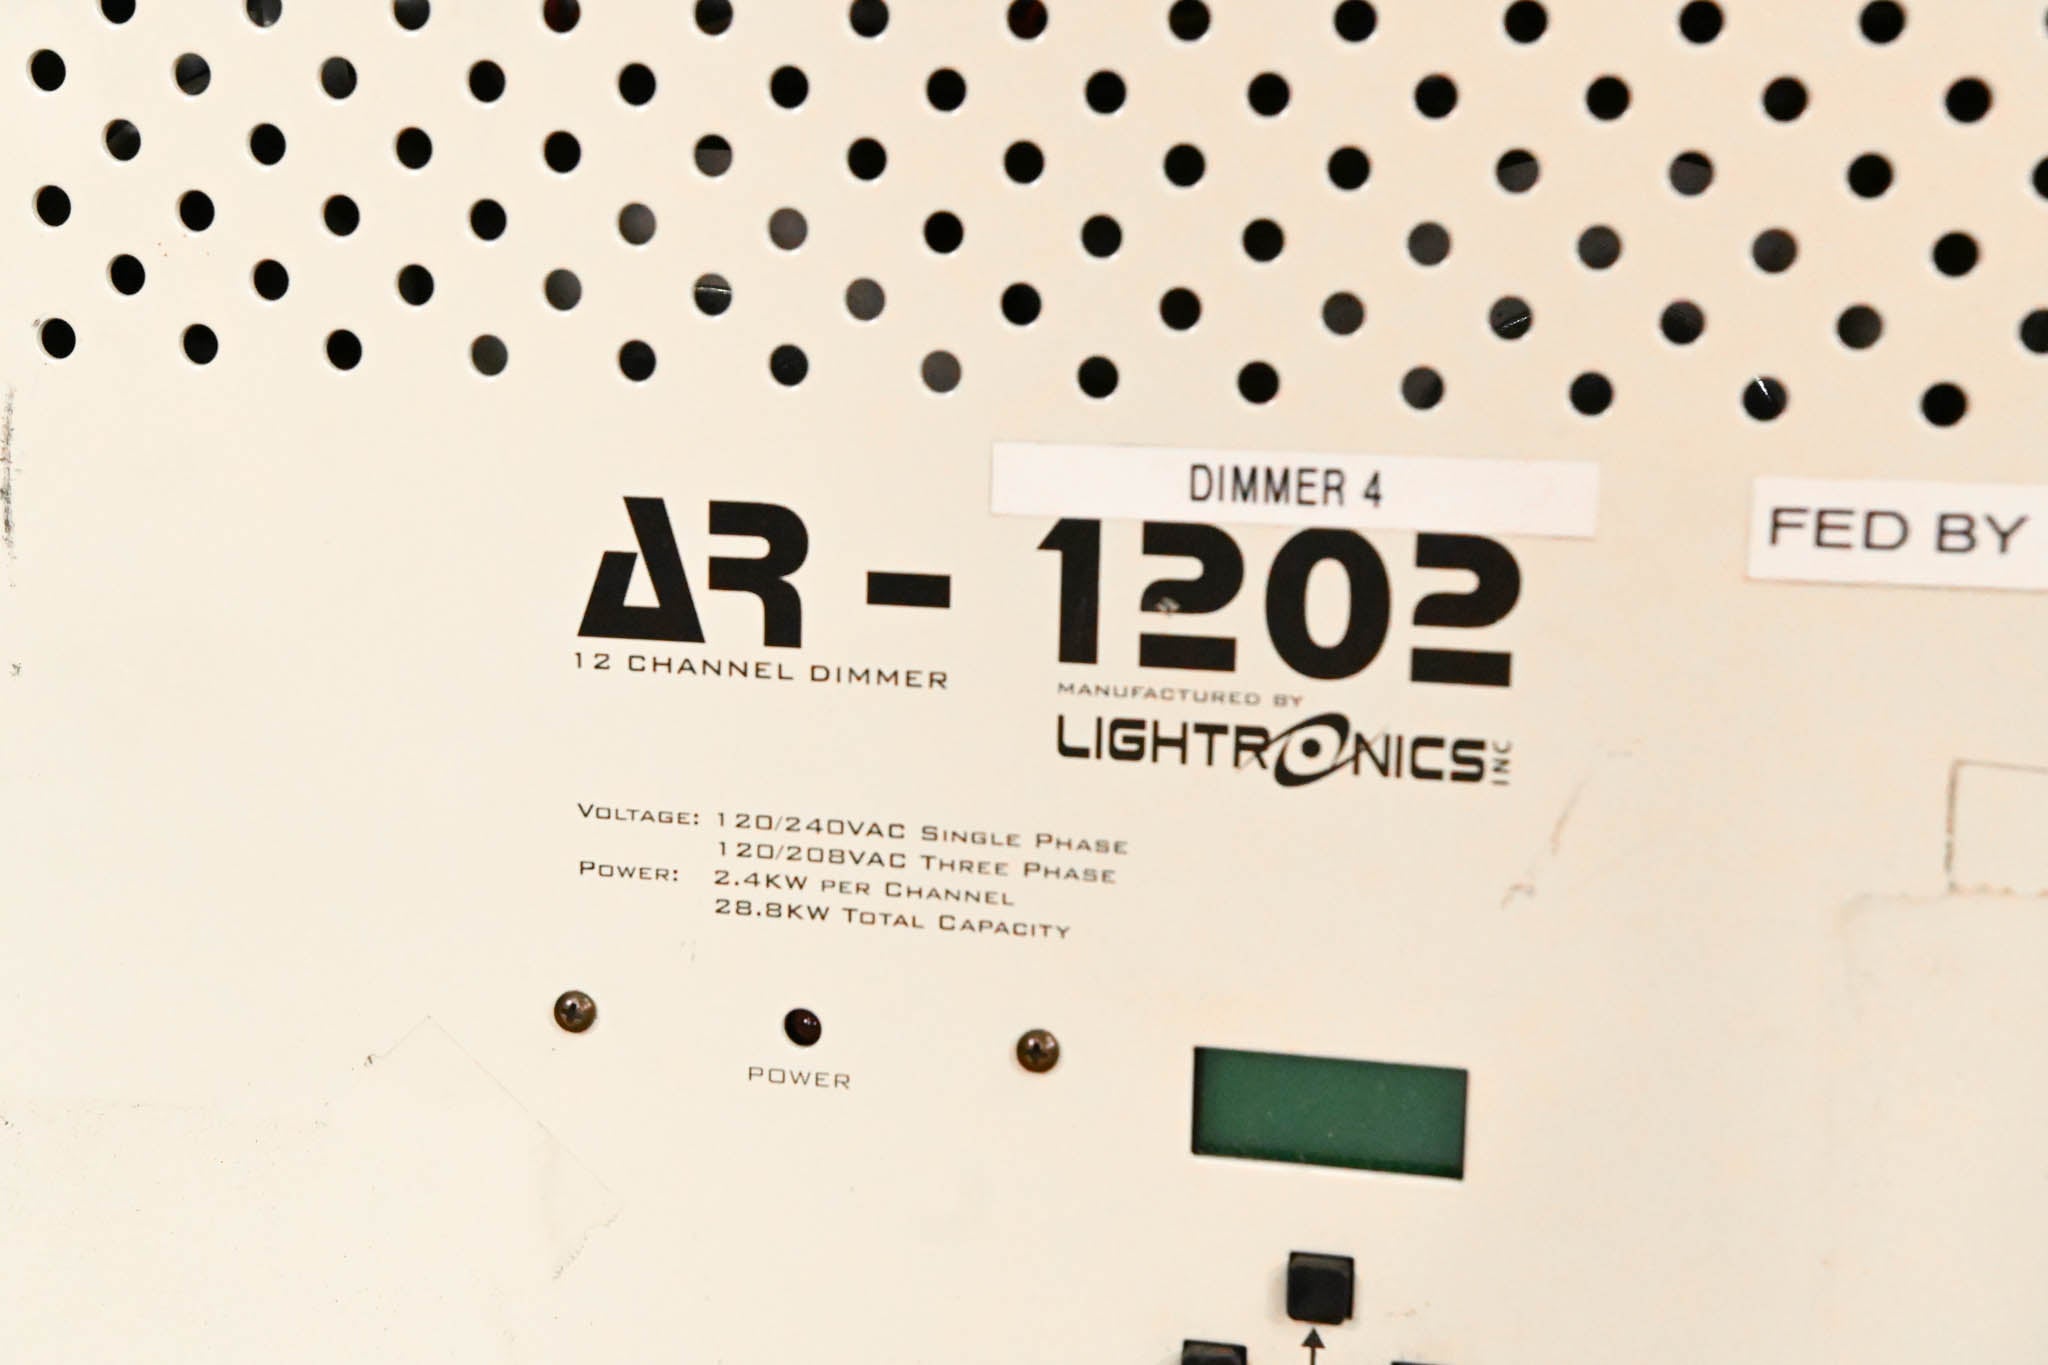 DIMMER 4
FED BY
AR - 1202
12 CHANNEL DIMMER
MANUFACTURED BY
LIGHTRONICS INC
VOLTAGE: 120/240VAC SINGLE PHASE
120/208VAC THREE PHASE
POWER: 2.4KW PER CHANNEL
28.8KW TOTAL CAPACITY
POWER